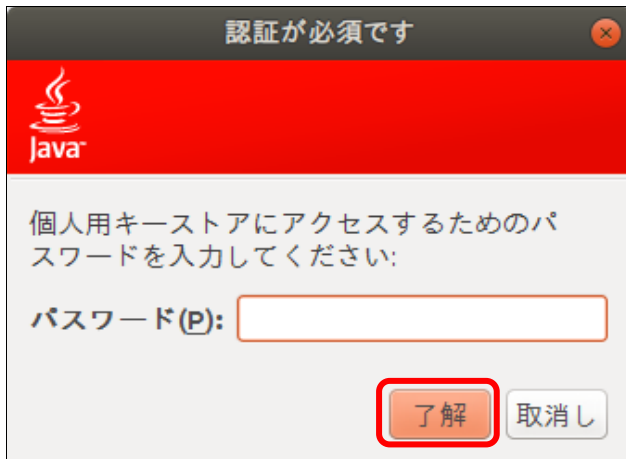 認証が必須です
Java
個人用キーストアにアクセスするためのパ
スワードを入力してください:
パスワード(P):
了解 取消し